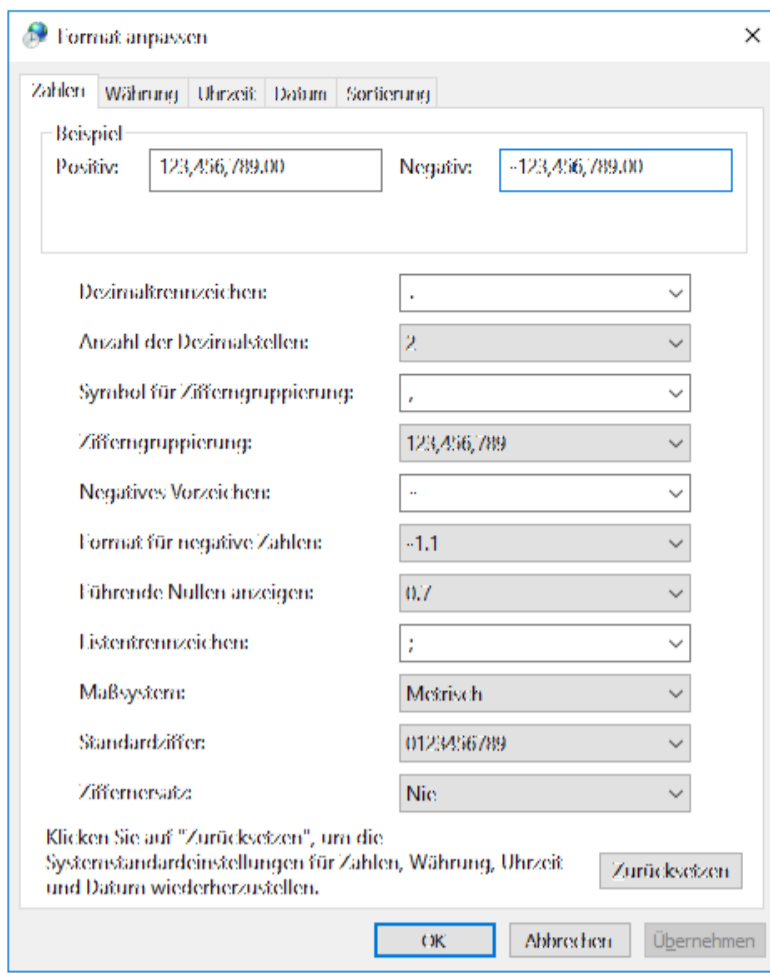 Format anpassen
Zahlen Währung Uhrzeit Datum Sortierung
Beispiel
Positiv: 123,456,789.00 Negativ: -123,456,789.00
Dezimaltrennzeichen: .
Anzahl der Dezimalstellen: 2
Symbol für Zifferngruppierung: ,
Zifferngruppierung: 123,456,789
Negatives Vorzeichen: -
Format für negative Zahlen: -1.1
Führende Nullen anzeigen: 0.7
Listentrennzeichen: ;
Maßsystem: Metrisch
Standardziffer: 0123456789
Ziffernersatz: Nie
Klicken Sie auf "Zurücksetzen", um die
Systemstandardeinstellungen für Zahlen, Währung, Uhrzeit
und Datum wiederherzustellen.
Zurücksetzen
OK Abbrechen Übernehmen